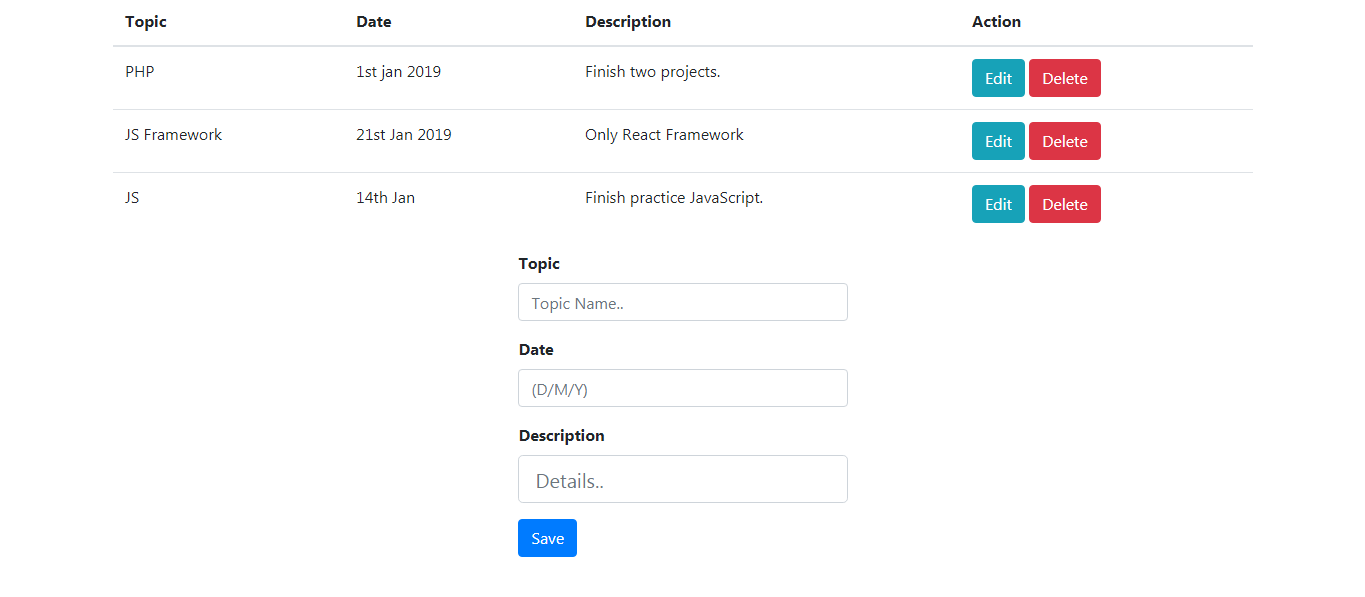 Topic Date Description Action
PHP 1st jan 2019 Finish two projects. Edit Delete
JS Framework 21st Jan 2019 Only React Framework Edit Delete
JS 14th Jan Finish practice JavaScript. Edit Delete
Topic
Topic Name..
Date
(D/M/Y)
Description
Details..
Save